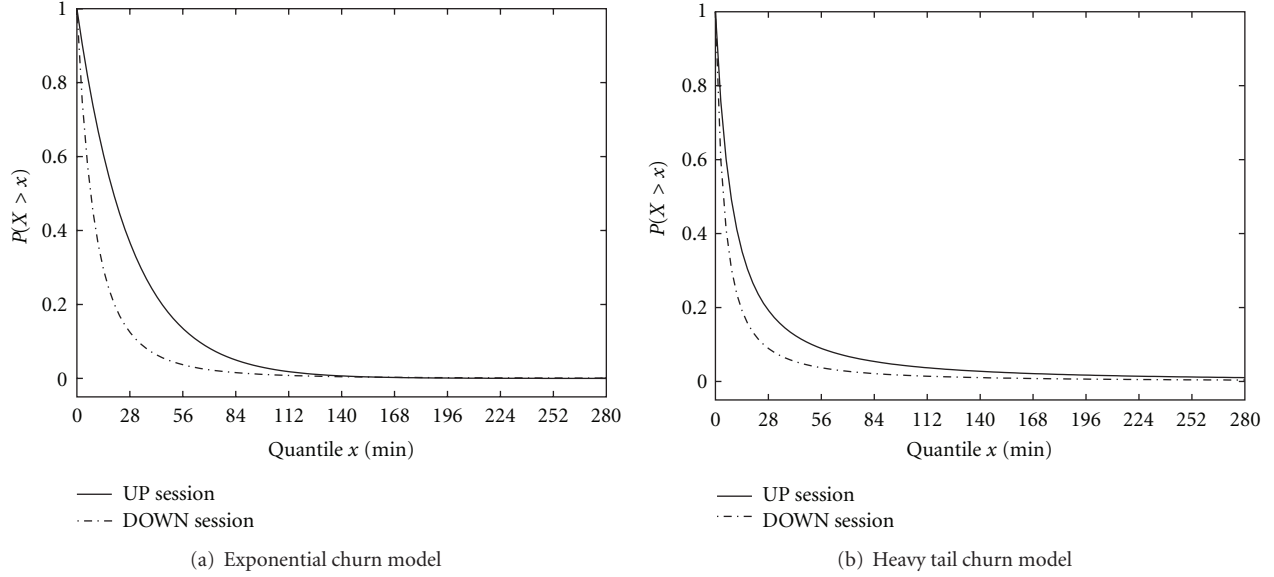 1
0.8
0.6
0.4
0.2
0
P(X > x)
0 28 56 84 112 140 168 196 224 252 280
Quantile x (min)
UP session
DOWN session
(a) Exponential churn model
1
0.8
0.6
0.4
0.2
0
P(X > x)
0 28 56 84 112 140 168 196 224 252 280
Quantile x (min)
UP session
DOWN session
(b) Heavy tail churn model